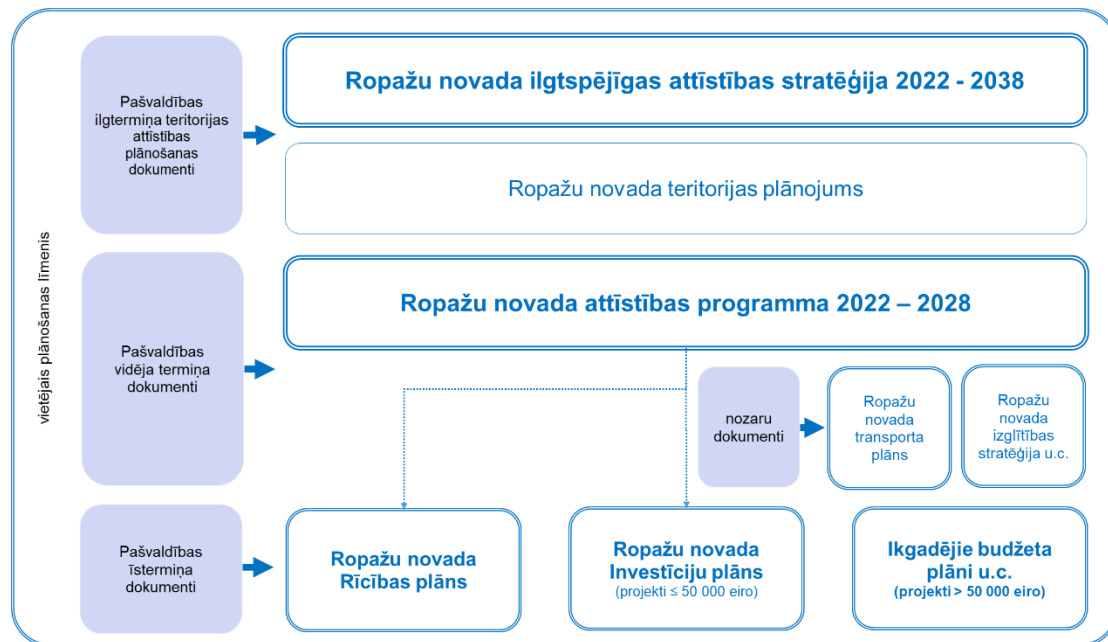 vietējais plānošanas līmenis
Pašvaldības
ilgtermiņa teritorijas
attīstības
plānošanas
dokumenti
Ropažu novada ilgtspējīgas attīstības stratēģija 2022 - 2038
Ropažu novada teritorijas plānojums
Pašvaldības
vidēja termiņa
dokumenti
Ropažu novada attīstības programma 2022 – 2028
nozaru
dokumenti
Ropažu
novada
transporta
plāns
Ropažu
novada
izglītības
stratēģija u.c.
Pašvaldības
īstermiņa
dokumenti
Ropažu novada
Rīcības plāns
Ropažu novada
Investīciju plāns
(projekti ≤ 50 000 eiro)
Ikgadējie budžeta
plāni u.c.
(projekti > 50 000 eiro)